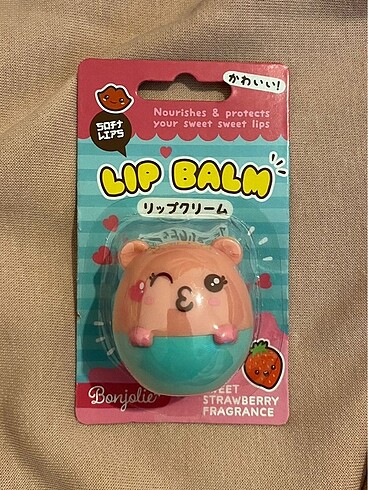 かわいい!
Nourishes & protects
your sweet sweet lips
SOFT
LIPS
LIP BALM
リップクリーム
Bonjolie
STRAWBERRY
FRAGRANCE